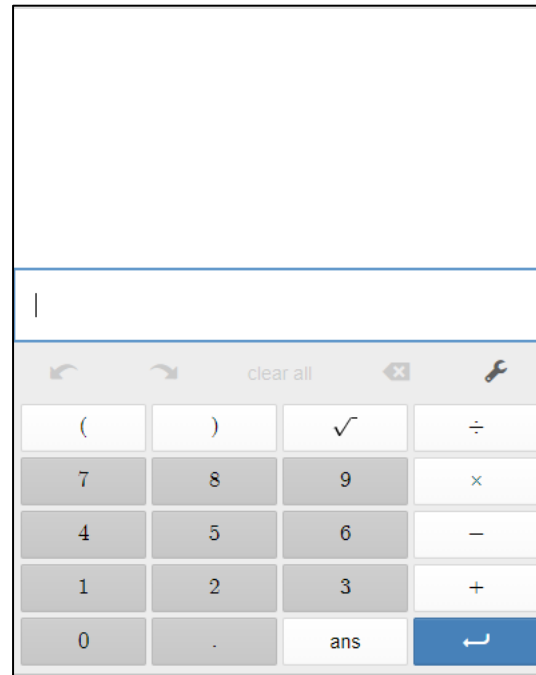 clear all
( ) √ ÷
7 8 9 ×
4 5 6 −
1 2 3 +
0 . ans